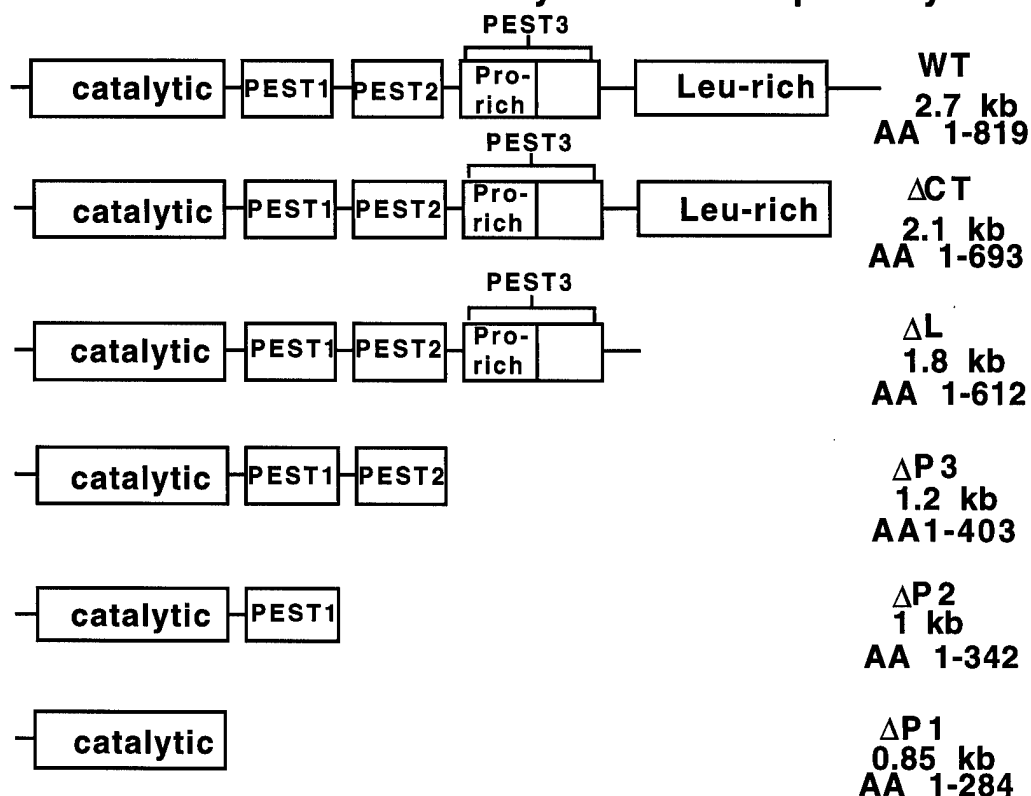 PEST3
catalytic PEST1 PEST2 Pro-rich Leu-rich WT
2.7 kb
AA 1-819
PEST3
catalytic PEST1 PEST2 Pro-rich Leu-rich ΔCT
2.1 kb
AA 1-693
PEST3
catalytic PEST1 PEST2 Pro-rich ΔL
1.8 kb
AA 1-612
catalytic PEST1 PEST2 ΔP3
1.2 kb
AA1-403
catalytic PEST1 ΔP2
1 kb
AA 1-342
catalytic ΔP1
0.85 kb
AA 1-284